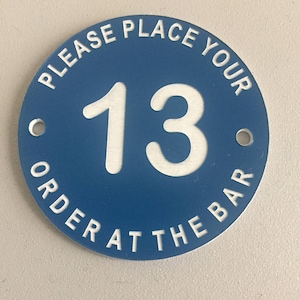 PLEASE PLACE YOUR
13
ORDER AT THE BAR